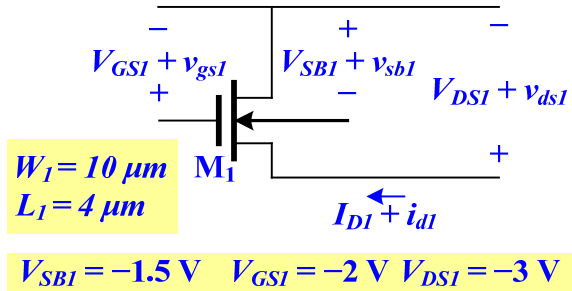 − + −
V_GS1 + v_gs1 V_SB1 + v_sb1 V_DS1 + v_ds1
+ − +
W_1 = 10 μm M_1
L_1 = 4 μm
I_D1 + i_d1
V_SB1 = −1.5 V V_GS1 = −2 V V_DS1 = −3 V